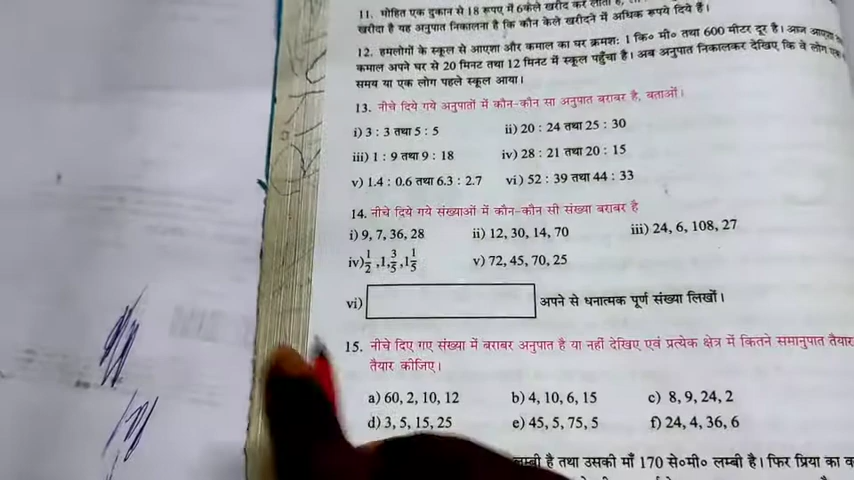 11. मोहित एक दुकान से 18 रूपए में 6 केले खरीद कर लाता है,
खरीदा है यह अनुपात निकालना है कि कौन केले खरीदने में अधिक रूपये दिये है।
12. हमलोगों के स्कूल से आएशा और कमाल का घर क्रमशः 1 कि० मी० तथा 600 मीटर दूर है। आज
कमाल अपने घर से 20 मिनट तथा 12 मिनट में स्कूल पहुँचा है। अब अनुपात निकालकर देखिए कि वे लोग
समय या एक लोग पहले स्कूल आया।
13. नीचे दिये गये अनुपातों में कौन-कौन सा अनुपात बराबर है, बताओं।
i) 3 : 3 तथा 5 : 5 ii) 20 : 24 तथा 25 : 30
iii) 1 : 9 तथा 9 : 18 iv) 28 : 21 तथा 20 : 15
v) 1.4 : 0.6 तथा 6.3 : 2.7 vi) 52 : 39 तथा 44 : 33
14. नीचे दिये गये संख्याओं में कौन-कौन सी संख्या बराबर है
i) 9, 7, 36, 28 ii) 12, 30, 14, 70 iii) 24, 6, 108, 27
iv) 1/2 ,1 3/5 ,1 1/5 v) 72, 45, 70, 25
vi) अपने से धनात्मक पूर्ण संख्या लिखों।
15. नीचे दिए गए संख्या में बराबर अनुपात है या नहीं देखिए एवं प्रत्येक क्षेत्र में कितने समानुपात तैयार
तैयार कीजिए।
a) 60, 2, 10, 12 b) 4, 10, 6, 15 c) 8, 9, 24, 2
d) 3, 5, 15, 25 e) 45, 5, 75, 5 f) 24, 4, 36, 6
लम्बी है तथा उसकी माँ 170 से०मी० लम्बी है। फिर प्रिया का